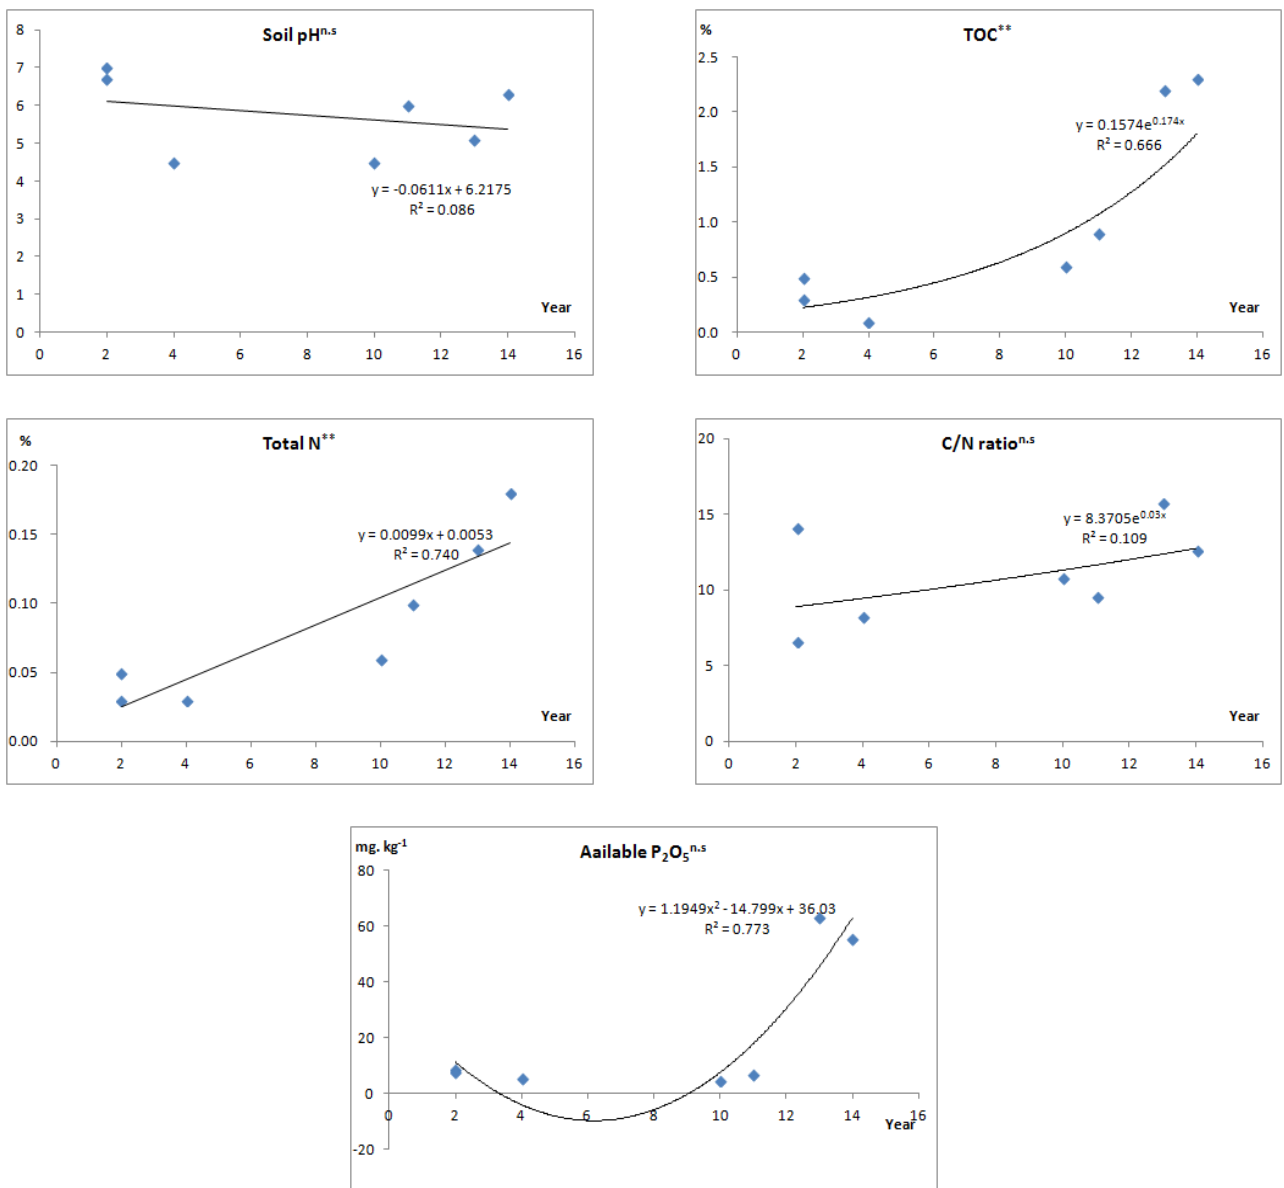 Soil pHⁿ·ˢ
8
7
6
5
4
3
2
1
0
y = -0.0611x + 6.2175
R² = 0.086
Year
0 2 4 6 8 10 12 14 16
% TOC**
2.5
2.0
1.5
1.0
0.5
0.0
y = 0.1574e^0.174x
R² = 0.666
Year
0 2 4 6 8 10 12 14 16
% Total N**
0.20
0.15
0.10
0.05
0.00
y = 0.0099x + 0.0053
R² = 0.740
Year
0 2 4 6 8 10 12 14 16
C/N ratioⁿ·ˢ
20
15
10
5
0
y = 8.3705e^0.03x
R² = 0.109
Year
0 2 4 6 8 10 12 14 16
mg. kg⁻¹ Aailable P₂O₅ⁿ·ˢ
80
60
40
20
0
-20
y = 1.1949x² - 14.799x + 36.03
R² = 0.773
0 2 4 6 8 10 12 14 16
Year